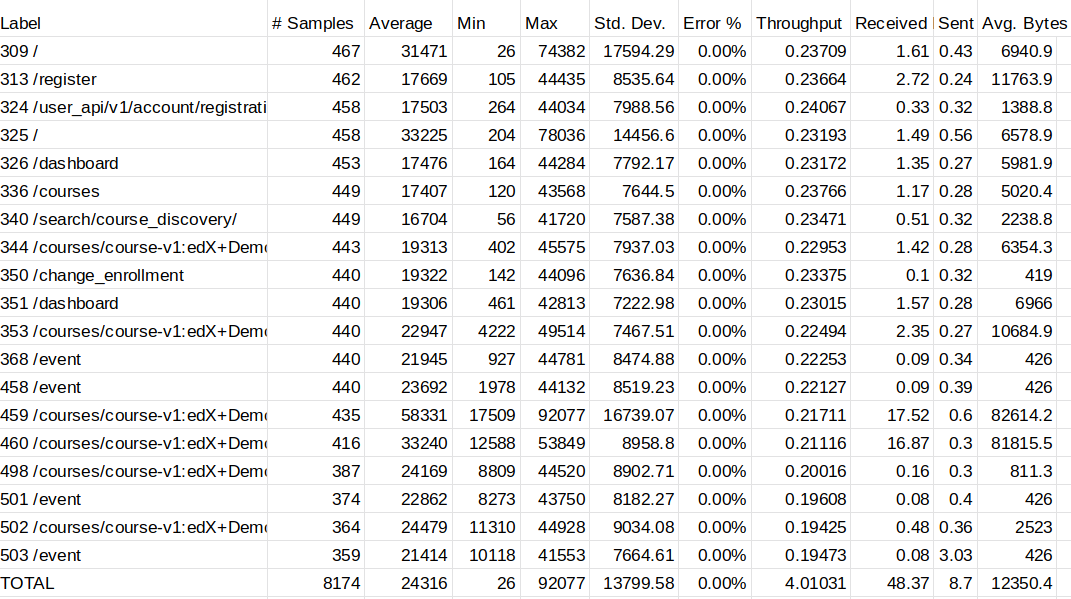 Label # Samples Average Min Max Std. Dev. Error % Throughput Received Sent Avg. Bytes
309 / 467 31471 26 74382 17594.29 0.00% 0.23709 1.61 0.43 6940.9
313 /register 462 17669 105 44435 8535.64 0.00% 0.23664 2.72 0.24 11763.9
324 /user_api/v1/account/registrati 458 17503 264 44034 7988.56 0.00% 0.24067 0.33 0.32 1388.8
325 / 458 33225 204 78036 14456.6 0.00% 0.23193 1.49 0.56 6578.9
326 /dashboard 453 17476 164 44284 7792.17 0.00% 0.23172 1.35 0.27 5981.9
336 /courses 449 17407 120 43568 7644.5 0.00% 0.23766 1.17 0.28 5020.4
340 /search/course_discovery/ 449 16704 56 41720 7587.38 0.00% 0.23471 0.51 0.32 2238.8
344 /courses/course-v1:edX+Demo 443 19313 402 45575 7937.03 0.00% 0.22953 1.42 0.28 6354.3
350 /change_enrollment 440 19322 142 44096 7636.84 0.00% 0.23375 0.1 0.32 419
351 /dashboard 440 19306 461 42813 7222.98 0.00% 0.23015 1.57 0.28 6966
353 /courses/course-v1:edX+Demo 440 22947 4222 49514 7467.51 0.00% 0.22494 2.35 0.27 10684.9
368 /event 440 21945 927 44781 8474.88 0.00% 0.22253 0.09 0.34 426
458 /event 440 23692 1978 44132 8519.23 0.00% 0.22127 0.09 0.39 426
459 /courses/course-v1:edX+Demo 435 58331 17509 92077 16739.07 0.00% 0.21711 17.52 0.6 82614.2
460 /courses/course-v1:edX+Demo 416 33240 12588 53849 8958.8 0.00% 0.21116 16.87 0.3 81815.5
498 /courses/course-v1:edX+Demo 387 24169 8809 44520 8902.71 0.00% 0.20016 0.16 0.3 811.3
501 /event 374 22862 8273 43750 8182.27 0.00% 0.19608 0.08 0.4 426
502 /courses/course-v1:edX+Demo 364 24479 11310 44928 9034.08 0.00% 0.19425 0.48 0.36 2523
503 /event 359 21414 10118 41553 7664.61 0.00% 0.19473 0.08 3.03 426
TOTAL 8174 24316 26 92077 13799.58 0.00% 4.01031 48.37 8.7 12350.4